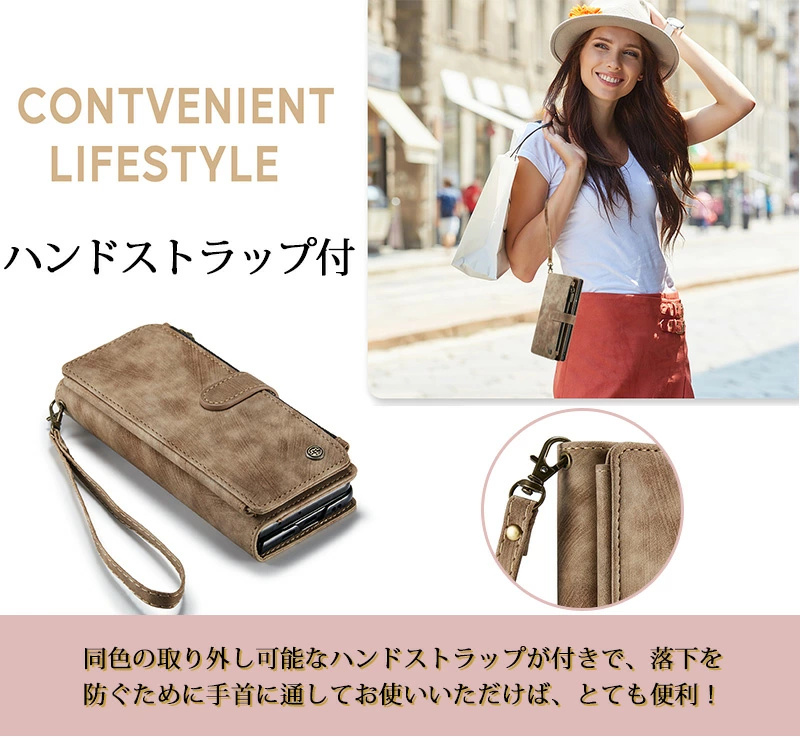 CONTVENIENT
LIFESTYLE
ハンドストラップ付
同色の取り外し可能なハンドストラップが付きで、落下を
防ぐために手首に通してお使いいただけば、とても便利！